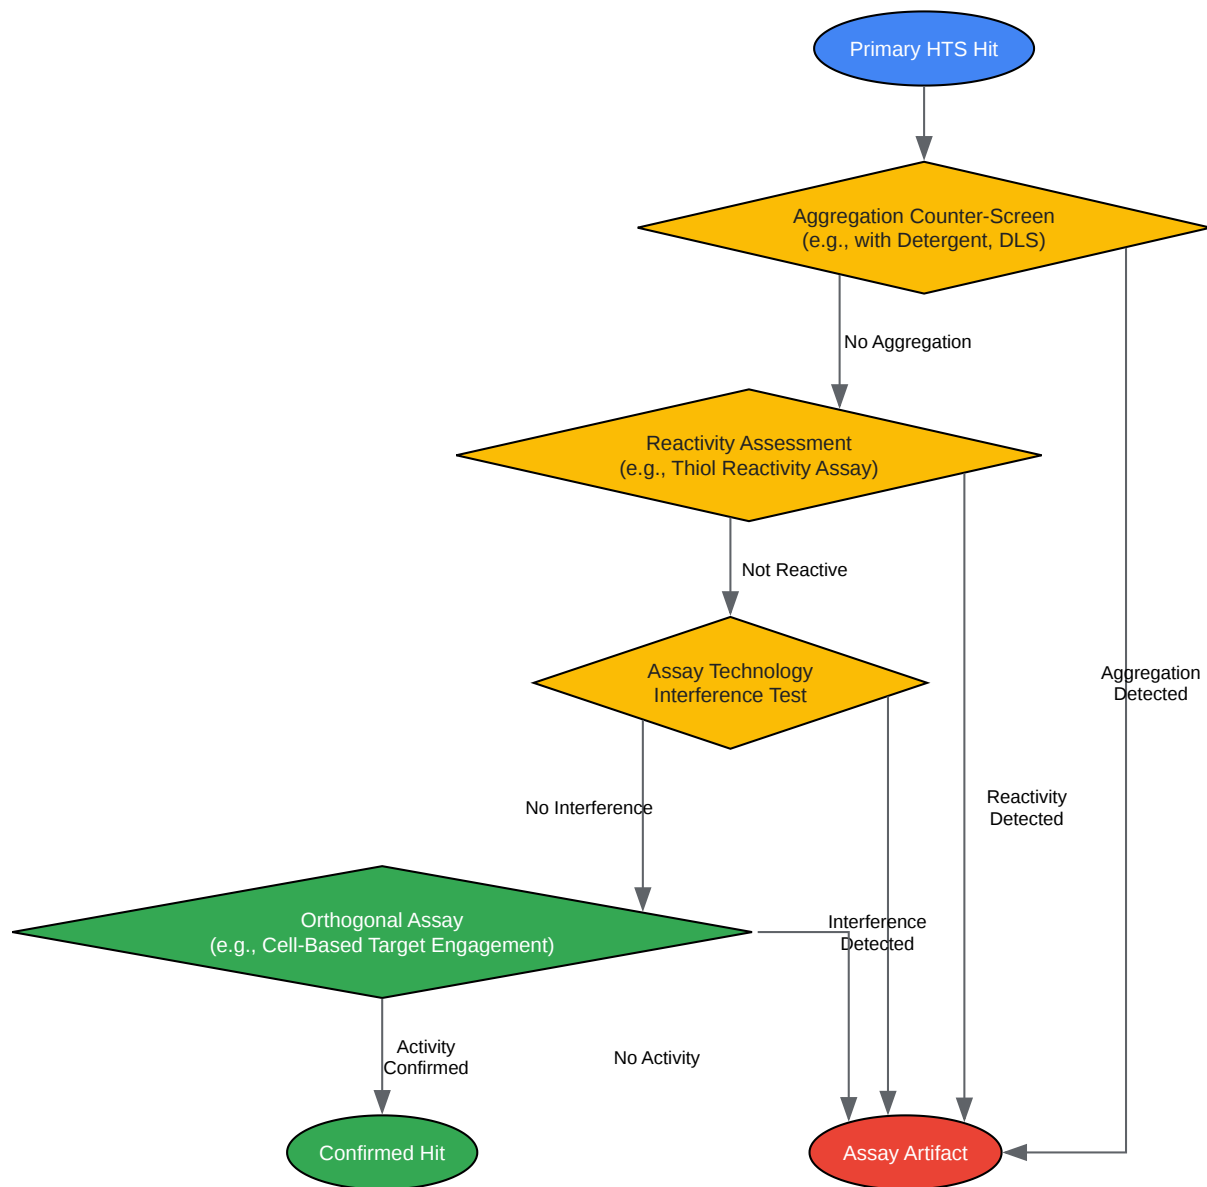 Primary HTS Hit
Aggregation Counter-Screen
(e.g., with Detergent, DLS)
No Aggregation
Reactivity Assessment
(e.g., Thiol Reactivity Assay)
Not Reactive
Assay Technology
Interference Test
Aggregation
Detected
No Interference
Reactivity
Detected
Orthogonal Assay
(e.g., Cell-Based Target Engagement)
Interference
Detected
Activity
Confirmed
No Activity
Confirmed Hit
Assay Artifact